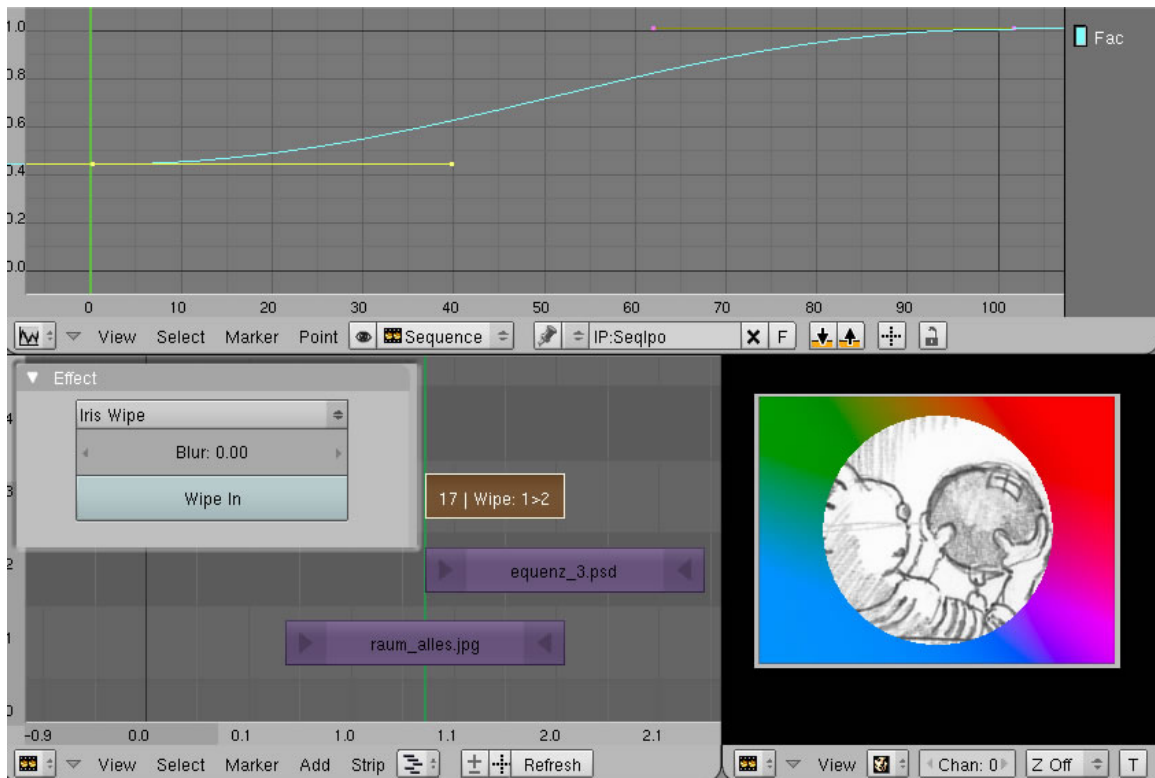 1.0
Fac
0.8
0.6
0.4
0.2
0.0
0 10 20 30 40 50 60 70 80 90 100
View Select Marker Point Sequence IP:SeqIpo F
Effect
Iris Wipe
Blur: 0.00
Wipe In
4
3
17 | Wipe: 1>2
2
equenz_3.psd
1
raum_alles.jpg
0
-0.9 0.0 0.1 1.0 1.1 2.0 2.1
View Select Marker Add Strip Refresh
View Chan: 0 Z Off T